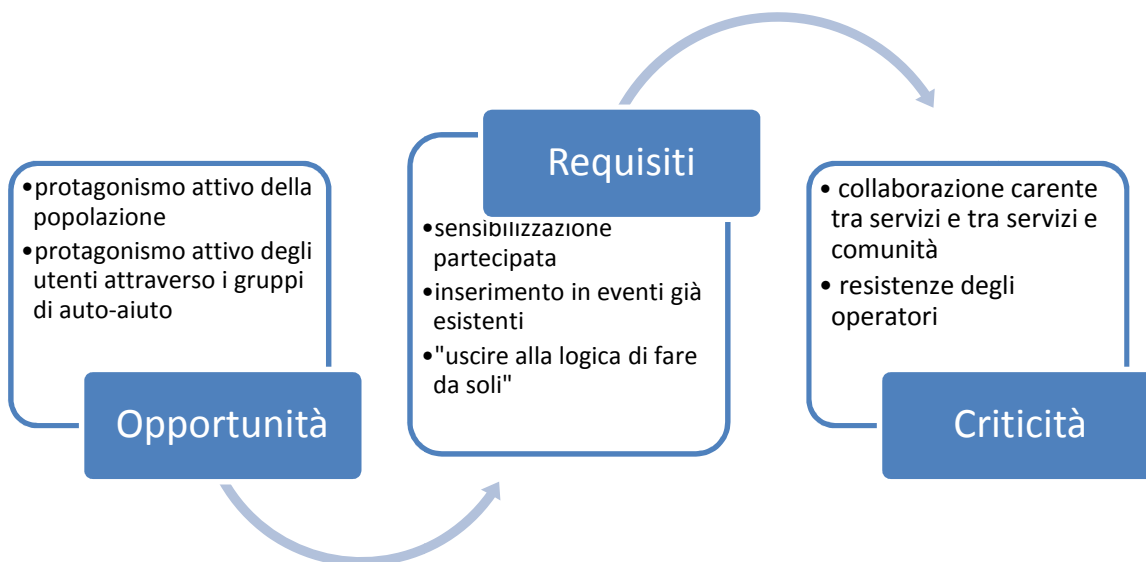 •protagonismo attivo della
popolazione
•protagonismo attivo degli
utenti attraverso i gruppi
di auto-aiuto
Opportunità
Requisiti
•sensibilizzazione
partecipata
•inserimento in eventi già
esistenti
•"uscire alla logica di fare
da soli"
• collaborazione carente
tra servizi e tra servizi e
comunità
• resistenze degli
operatori
Criticità